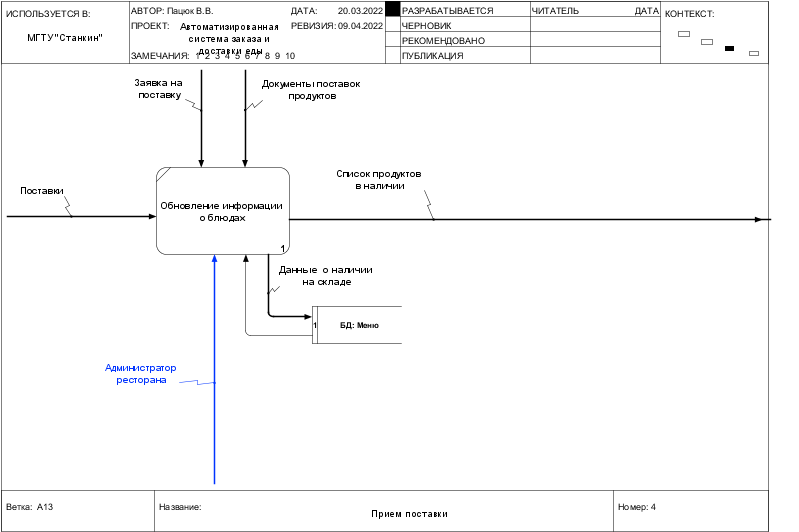 ИСПОЛЬЗУЕТСЯ В:
МГТУ"Станкин"
АВТОР: Пацюк В.В.
ДАТА: 20.03.2022
ПРОЕКТ: Автоматизированная
система заказа и
доставки еды
РЕВИЗИЯ: 09.04.2022
ЗАМЕЧАНИЯ: 1 2 3 4 5 6 7 8 9 10
РАЗРАБАТЫВАЕТСЯ
ЧЕРНОВИК
РЕКОМЕНДОВАНО
ПУБЛИКАЦИЯ
ЧИТАТЕЛЬ ДАТА
КОНТЕКСТ:
Заявка на
поставку
Документы поставок
продуктов
Поставки
Обновление информации
о блюдах
1
Список продуктов
в наличии
Данные о наличии
на складе
1 БД: Меню
Администратор
ресторана
Ветка: A13
Название:
Прием поставки
Номер: 4